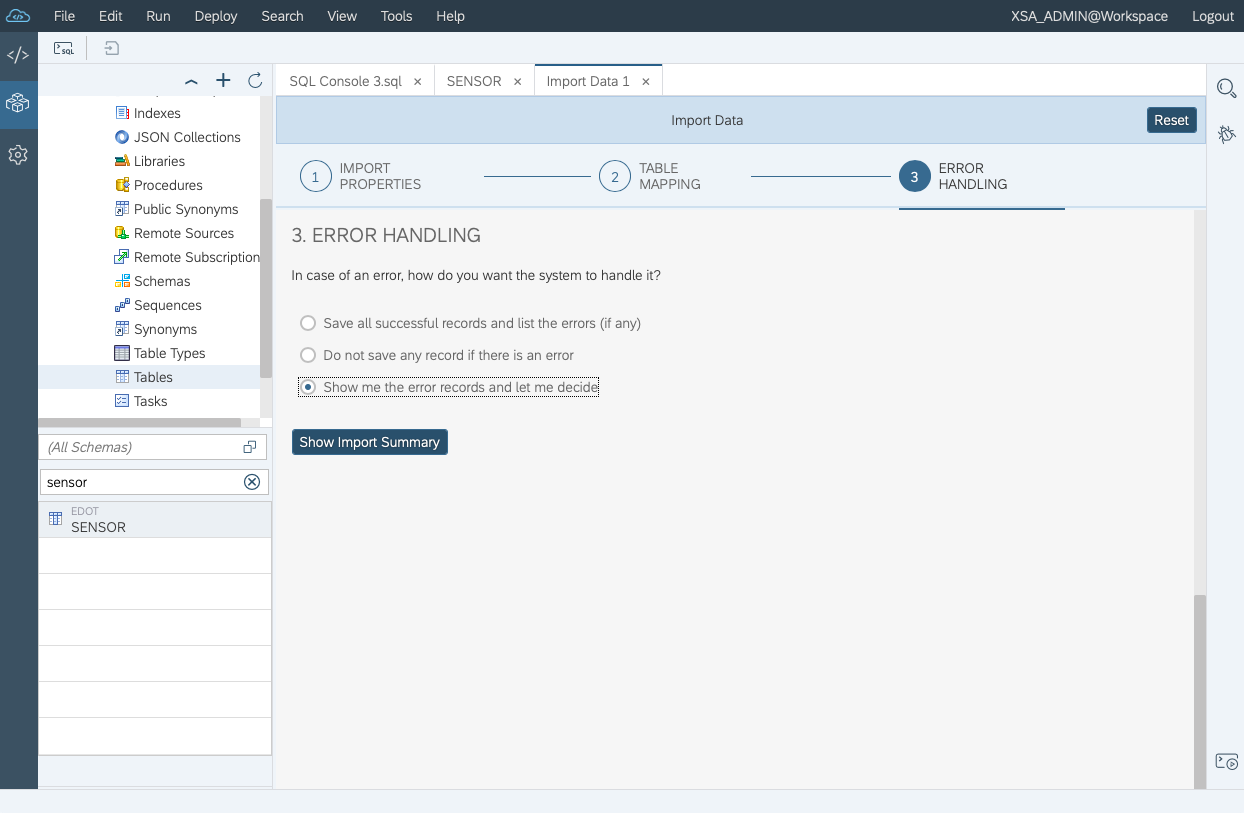 File Edit Run Deploy Search View Tools Help XSA_ADMIN@Workspace Logout
SQL
SQL Console 3.sql × SENSOR × Import Data 1 ×
Import Data Reset
1 IMPORT PROPERTIES
2 TABLE MAPPING
3 ERROR HANDLING
Indexes
JSON Collections
Libraries
Procedures
Public Synonyms
Remote Sources
Remote Subscription
Schemas
Sequences
Synonyms
Table Types
Tables
Tasks
(All Schemas)
sensor
EDOT
SENSOR
3. ERROR HANDLING
In case of an error, how do you want the system to handle it?
Save all successful records and list the errors (if any)
Do not save any record if there is an error
Show me the error records and let me decide
Show Import Summary